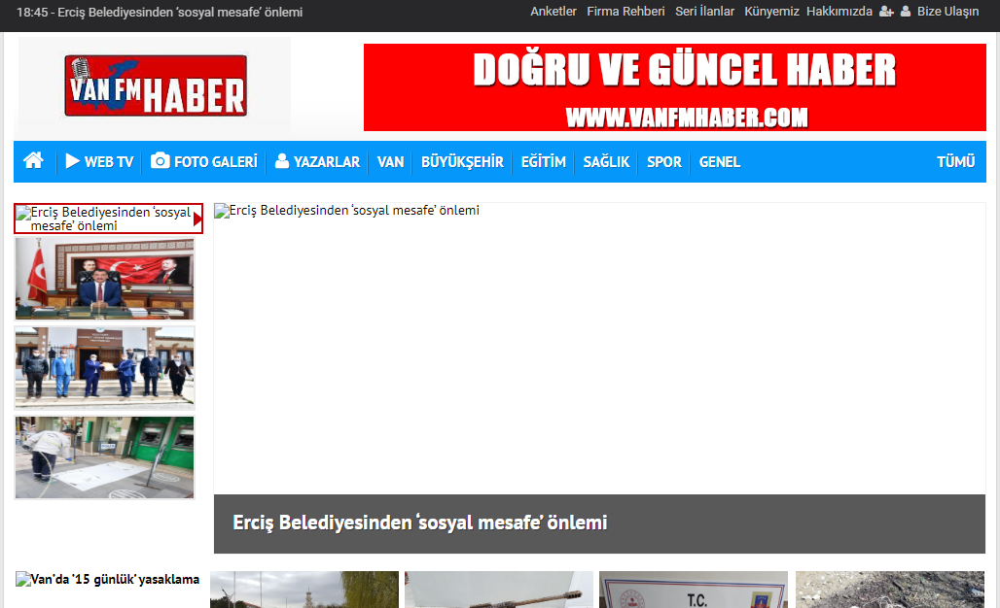 18:45 - Erciş Belediyesinden ‘sosyal mesafe’ önlemi
Anketler Firma Rehberi Seri İlanlar Künyemiz Hakkımızda Bize Ulaşın
VAN FM HABER
DOĞRU VE GÜNCEL HABER
WWW.VANFMHABER.COM
WEB TV FOTO GALERİ YAZARLAR VAN BÜYÜKŞEHİR EĞİTİM SAĞLIK SPOR GENEL TÜMÜ
Erciş Belediyesinden ‘sosyal
mesafe’ önlemi
Erciş Belediyesinden ‘sosyal mesafe’ önlemi
Erciş Belediyesinden ‘sosyal mesafe’ önlemi
Van’da ’15 günlük’ yasaklama
T.C.